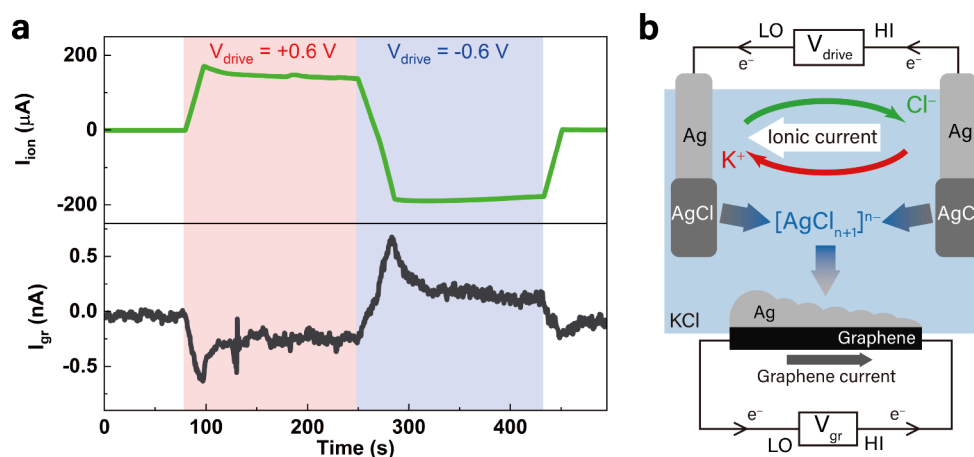 a
V_drive = +0.6 V
V_drive = -0.6 V
200
0
-200
I_ion (µA)
0.5
0.0
-0.5
I_gr (nA)
0
100
200
300
400
Time (s)
b
LO
V_drive
HI
e⁻
e⁻
Cl⁻
Ag
Ionic current
Ag
K⁺
AgCl
[AgCl_n+1]ⁿ⁻
AgC
KCl
Ag
Graphene
Graphene current
e⁻
e⁻
LO
V_gr
HI